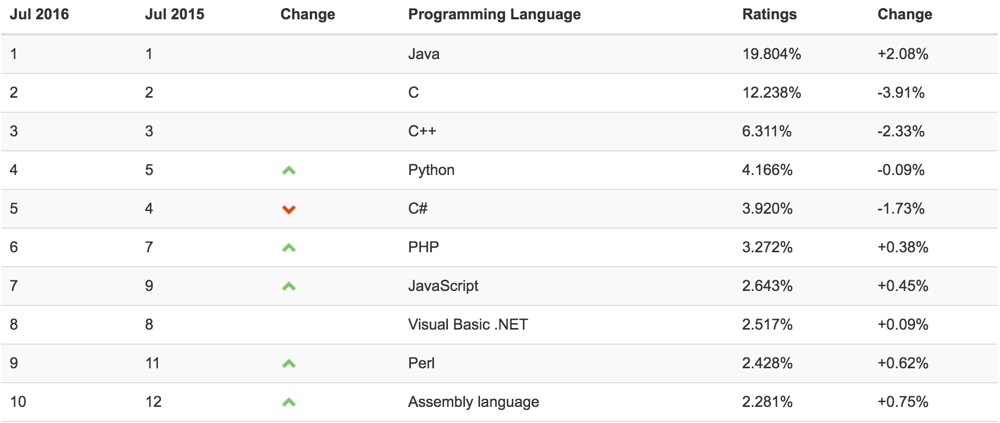 Jul 2016 Jul 2015 Change Programming Language Ratings Change
1 1 Java 19.804% +2.08%
2 2 C 12.238% -3.91%
3 3 C++ 6.311% -2.33%
4 5 Python 4.166% -0.09%
5 4 C# 3.920% -1.73%
6 7 PHP 3.272% +0.38%
7 9 JavaScript 2.643% +0.45%
8 8 Visual Basic .NET 2.517% +0.09%
9 11 Perl 2.428% +0.62%
10 12 Assembly language 2.281% +0.75%